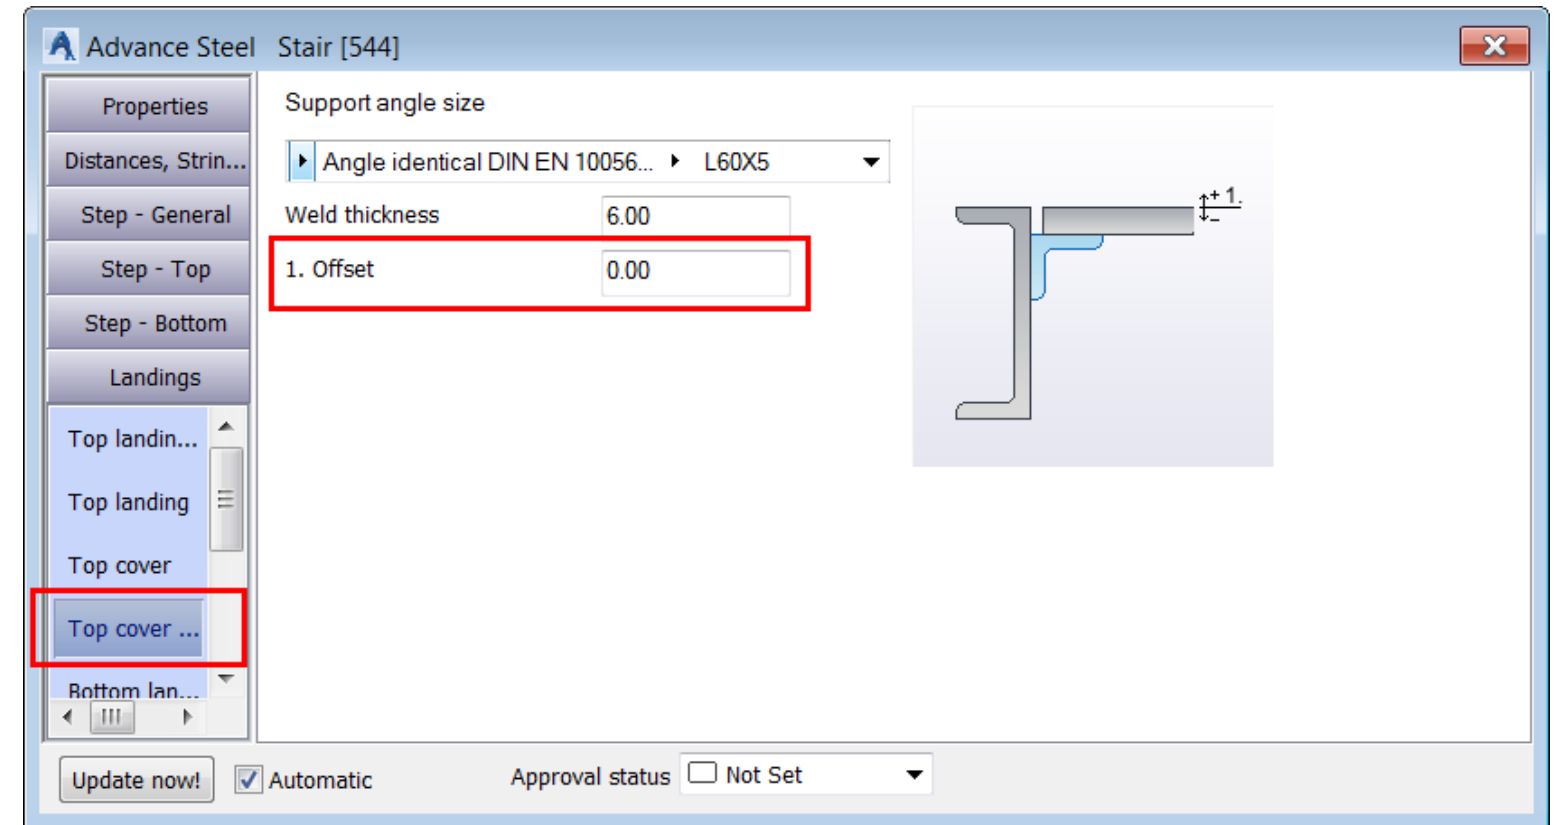 Advance Steel   Stair [544]
Properties
Distances, Strin...
Step - General
Step - Top
Step - Bottom
Landings
Top landin...
Top landing
Top cover
Top cover ...
Bottom lan...
Support angle size
Angle identical DIN EN 10056... L60X5
Weld thickness 6.00
1. Offset 0.00
+ 1.
-
Update now! Automatic Approval status Not Set